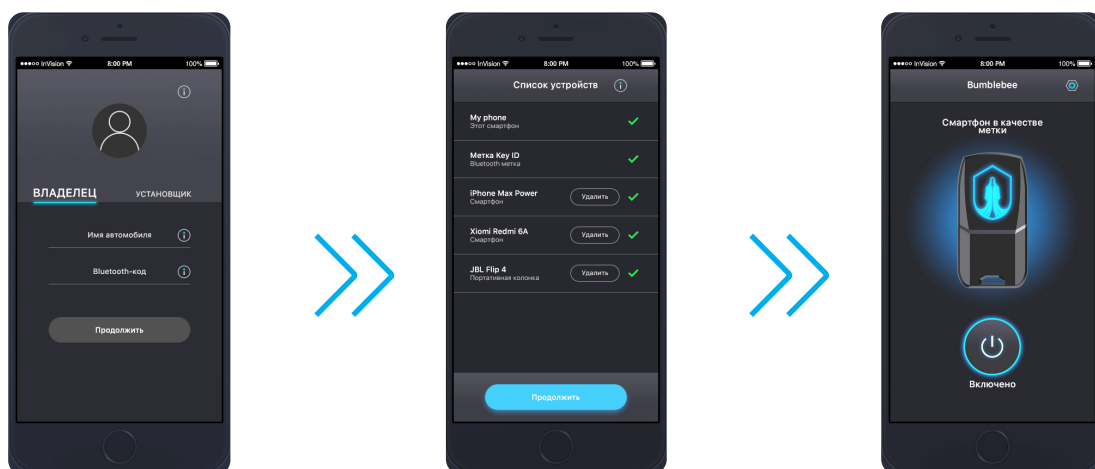 InVision 8:00 PM 100%
ВЛАДЕЛЕЦ УСТАНОВЩИК
Имя автомобиля
Bluetooth-код
Продолжить
InVision 8:00 PM 100%
Список устройств
My phone
Этот смартфон
Метка Key ID
Bluetooth метка
iPhone Max Power
Смартфон
Удалить
Xiomi Redmi 6A
Смартфон
Удалить
JBL Flip 4
Портативная колонка
Удалить
Продолжить
InVision 8:00 PM 100%
Bumblebee
Смартфон в качестве
метки
Включено